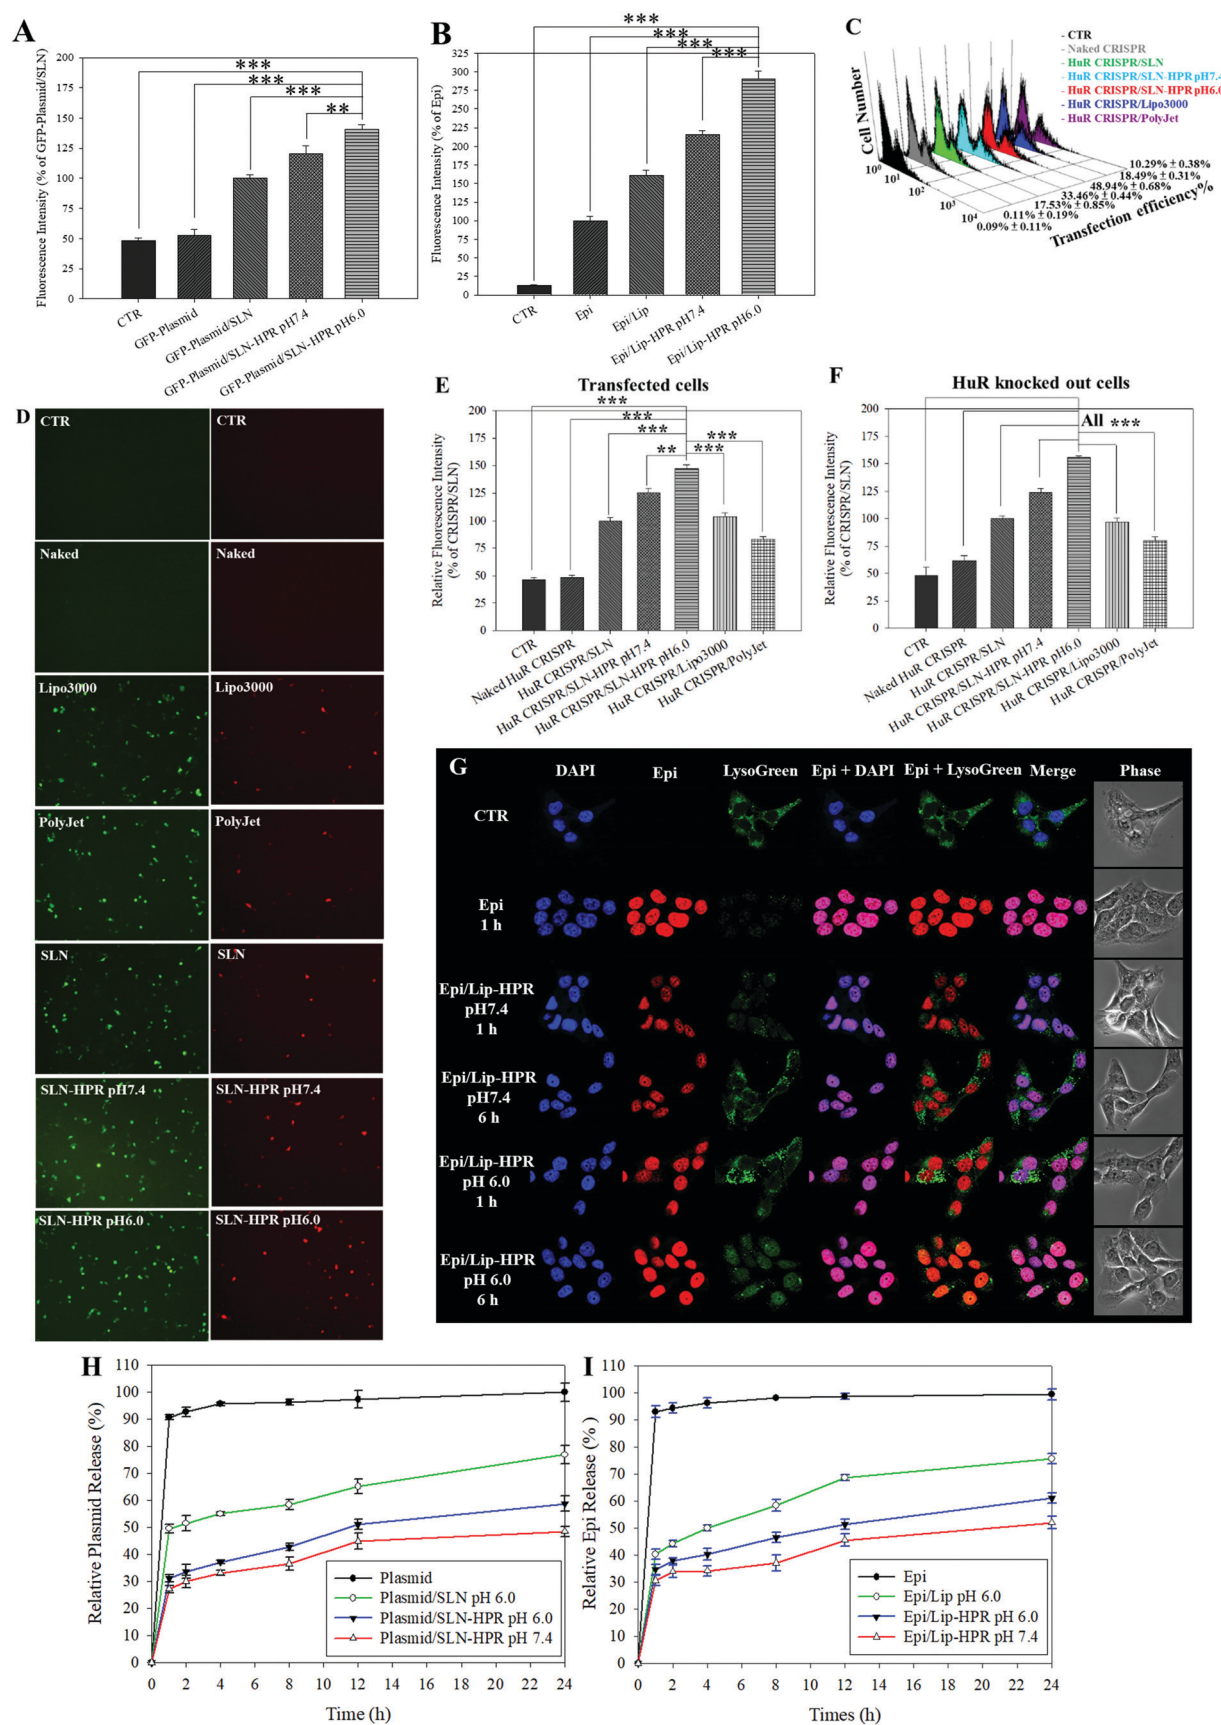 A
Fluorescence Intensity (% of GFP-Plasmid/SLN)
200
175
150
125
100
75
50
25
0
***
***
***
**
CTR
GFP-Plasmid
GFP-Plasmid/SLN
GFP-Plasmid/SLN-HPR pH7.4
GFP-Plasmid/SLN-HPR pH6.0
B
Fluorescence Intensity (% of Epi)
325
300
275
250
225
200
175
150
125
100
75
50
25
0
***
***
***
***
CTR
Epi
Epi/Lip
Epi/Lip-HPR pH7.4
Epi/Lip-HPR pH6.0
C
- CTR
- Naked CRISPR
- HuR CRISPR/SLN
- HuR CRISPR/SLN-HPR pH7.4
- HuR CRISPR/SLN-HPR pH6.0
- HuR CRISPR/Lipo3000
- HuR CRISPR/PolyJet
Cell Number
10⁰
10¹
10²
10³
10⁴
10.29% ± 0.38%
18.49% ± 0.31%
48.94% ± 0.68%
33.46% ± 0.44%
17.53% ± 0.85%
0.11% ± 0.19%
0.09% ± 0.11%
Transfection efficiency%
D
CTR
CTR
Naked
Naked
Lipo3000
Lipo3000
PolyJet
PolyJet
SLN
SLN
SLN-HPR pH7.4
SLN-HPR pH7.4
SLN-HPR pH6.0
SLN-HPR pH6.0
E
Transfected cells
Relative Fluorescence Intensity
(% of CRISPR/SLN)
200
175
150
125
100
75
50
25
0
***
***
***
***
**
***
CTR
Naked HuR CRISPR
HuR CRISPR/SLN
HuR CRISPR/SLN-HPR pH7.4
HuR CRISPR/SLN-HPR pH6.0
HuR CRISPR/Lipo3000
HuR CRISPR/PolyJet
F
HuR knocked out cells
Relative Fluorescence Intensity
(% of CRISPR/SLN)
200
175
150
125
100
75
50
25
0
All ***
CTR
Naked HuR CRISPR
HuR CRISPR/SLN
HuR CRISPR/SLN-HPR pH7.4
HuR CRISPR/SLN-HPR pH6.0
HuR CRISPR/Lipo3000
HuR CRISPR/PolyJet
G
DAPI Epi LysoGreen Epi + DAPI Epi + LysoGreen Merge Phase
CTR
Epi
1 h
Epi/Lip-HPR
pH7.4
1 h
Epi/Lip-HPR
pH7.4
6 h
Epi/Lip-HPR
pH 6.0
1 h
Epi/Lip-HPR
pH 6.0
6 h
H
Relative Plasmid Release (%)
110
100
90
80
70
60
50
40
30
20
10
0
Plasmid
Plasmid/SLN pH 6.0
Plasmid/SLN-HPR pH 6.0
Plasmid/SLN-HPR pH 7.4
0 2 4 6 8 10 12 14 16 18 20 22 24
Time (h)
I
Relative Epi Release (%)
110
100
90
80
70
60
50
40
30
20
10
0
Epi
Epi/Lip pH 6.0
Epi/Lip-HPR pH 6.0
Epi/Lip-HPR pH 7.4
0 2 4 6 8 10 12 14 16 18 20 22 24
Times (h)